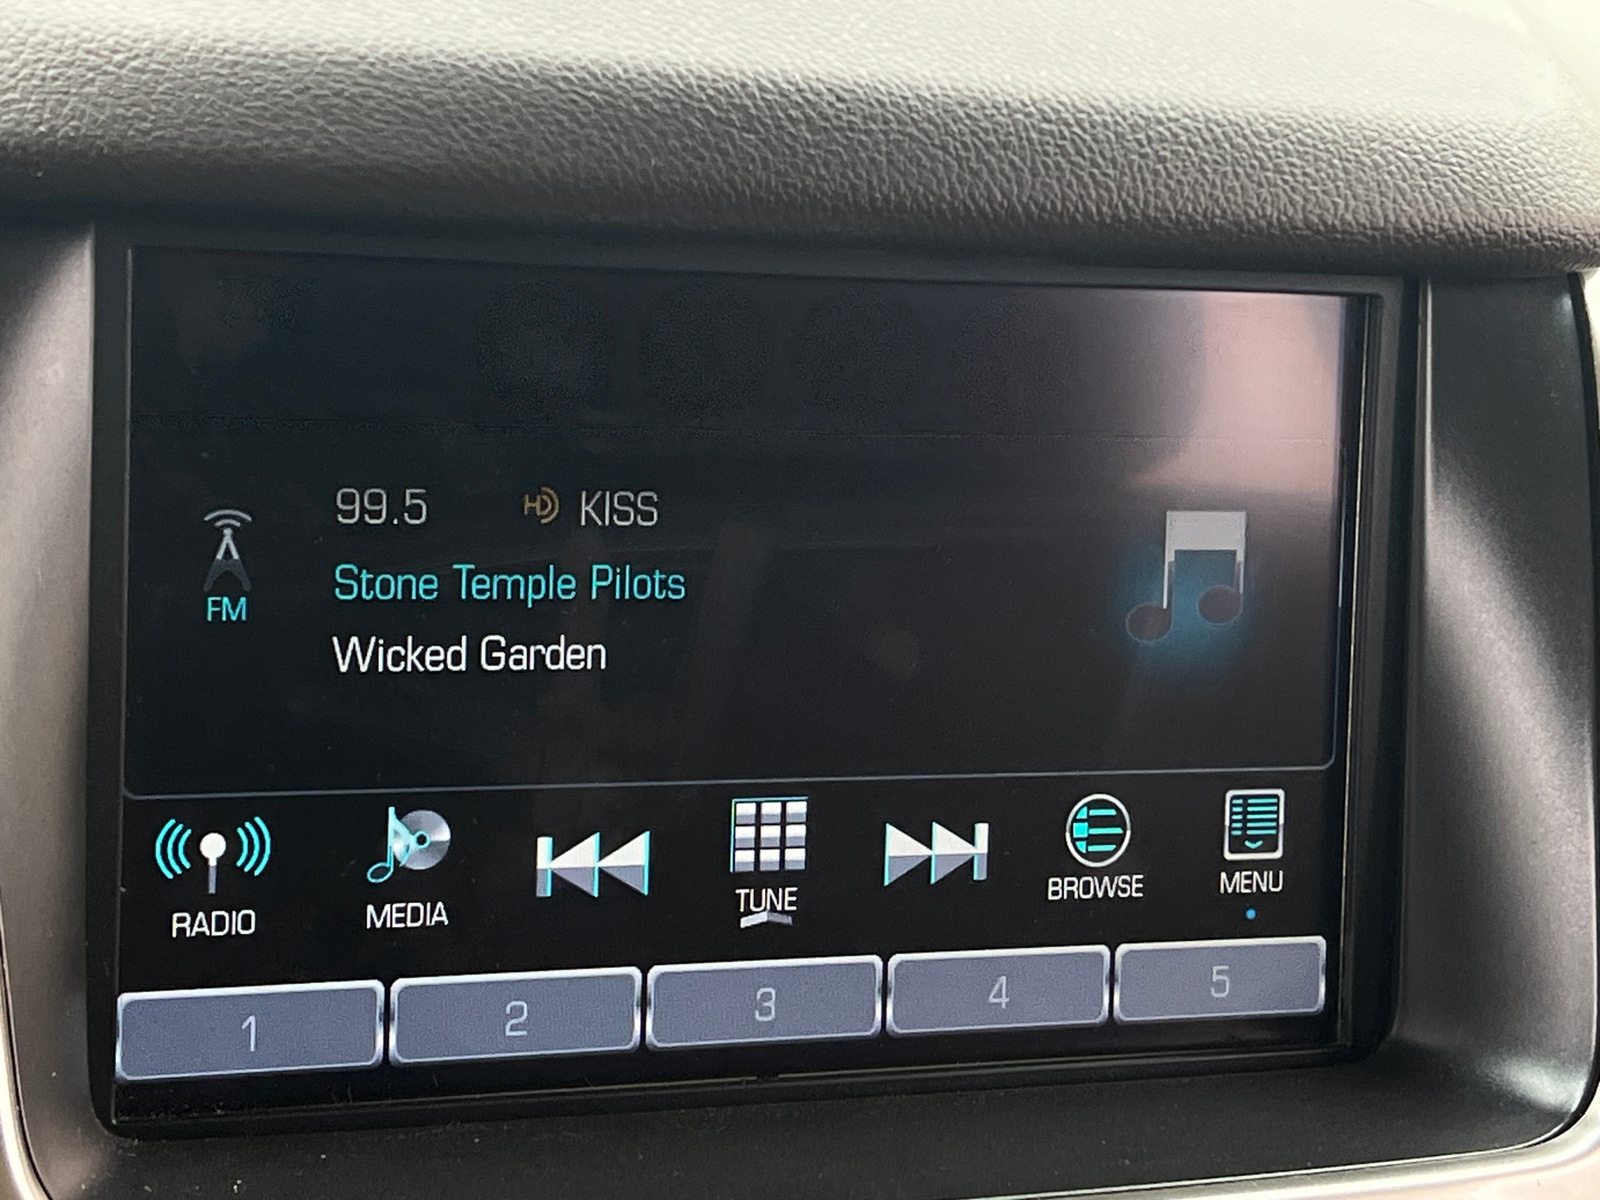 99.5 HD KISS
FM
Stone Temple Pilots
Wicked Garden
RADIO MEDIA TUNE BROWSE MENU
1 2 3 4 5